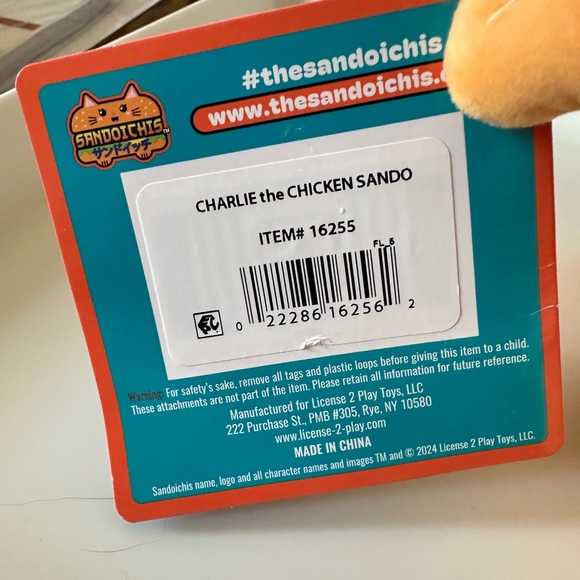 #thesandoichis
www.thesandoichis.
SANDOICHIS™
サンドイッチ
CHARLIE the CHICKEN SANDO
ITEM# 16255
FL_6
0 22286 16256 2
Warning: For safety's sake, remove all tags and plastic loops before giving this item to a child.
These attachments are not part of the item. Please retain all information for future reference.
Manufactured for License 2 Play Toys, LLC
222 Purchase St., PMB #305, Rye, NY 10580
www.license-2-play.com
MADE IN CHINA
Sandoichis name, logo and all character names and images TM and © 2024 License 2 Play Toys, LLC.